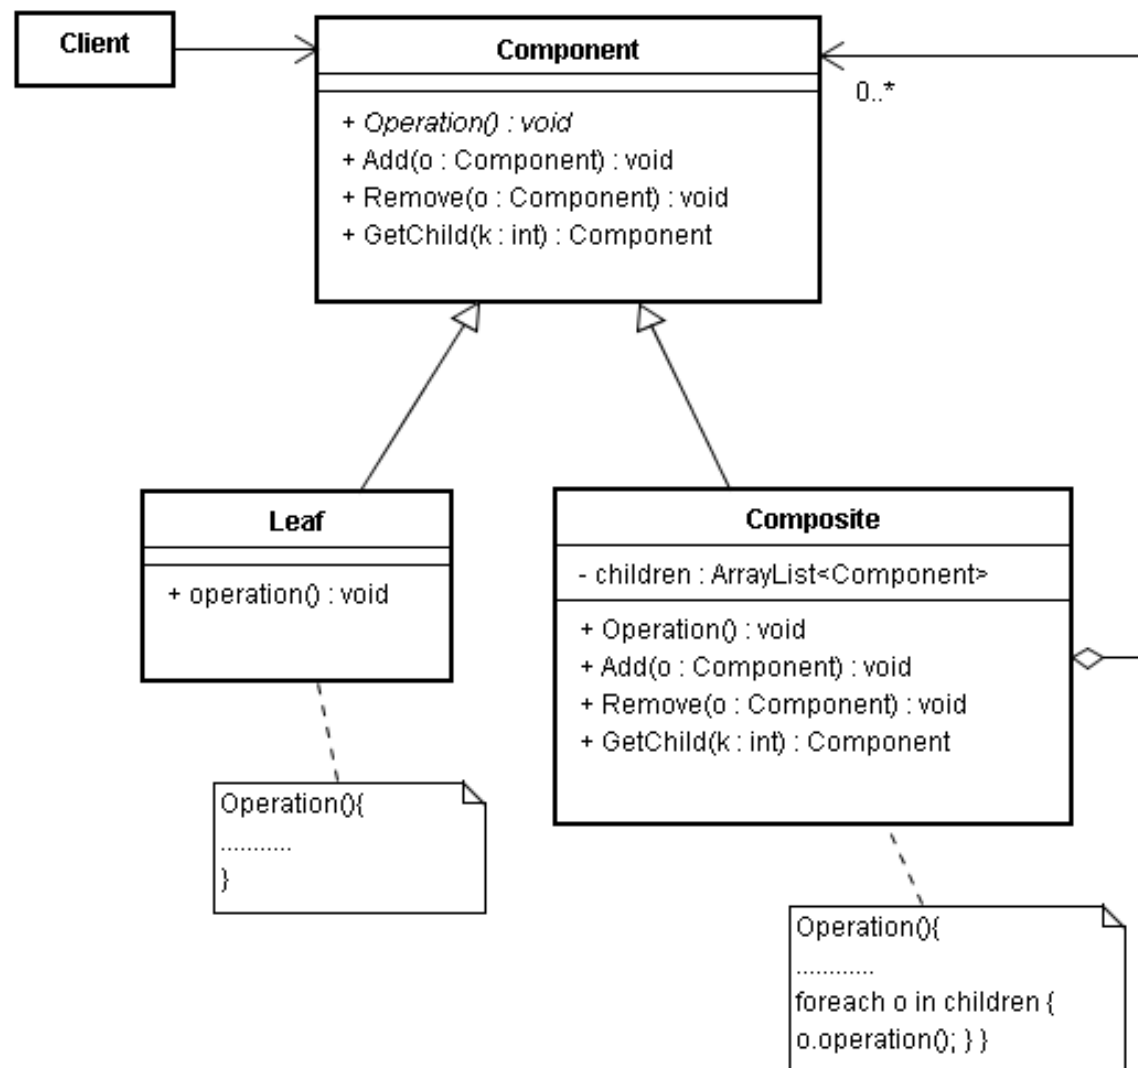 Client
Component
0..*
+ Operation() : void
+ Add(o : Component) : void
+ Remove(o : Component) : void
+ GetChild(k : int) : Component
Leaf
+ operation() : void
Composite
- children : ArrayList<Component>
+ Operation() : void
+ Add(o : Component) : void
+ Remove(o : Component) : void
+ GetChild(k : int) : Component
Operation(){
...........
}
Operation(){
............
foreach o in children {
o.operation(); } }